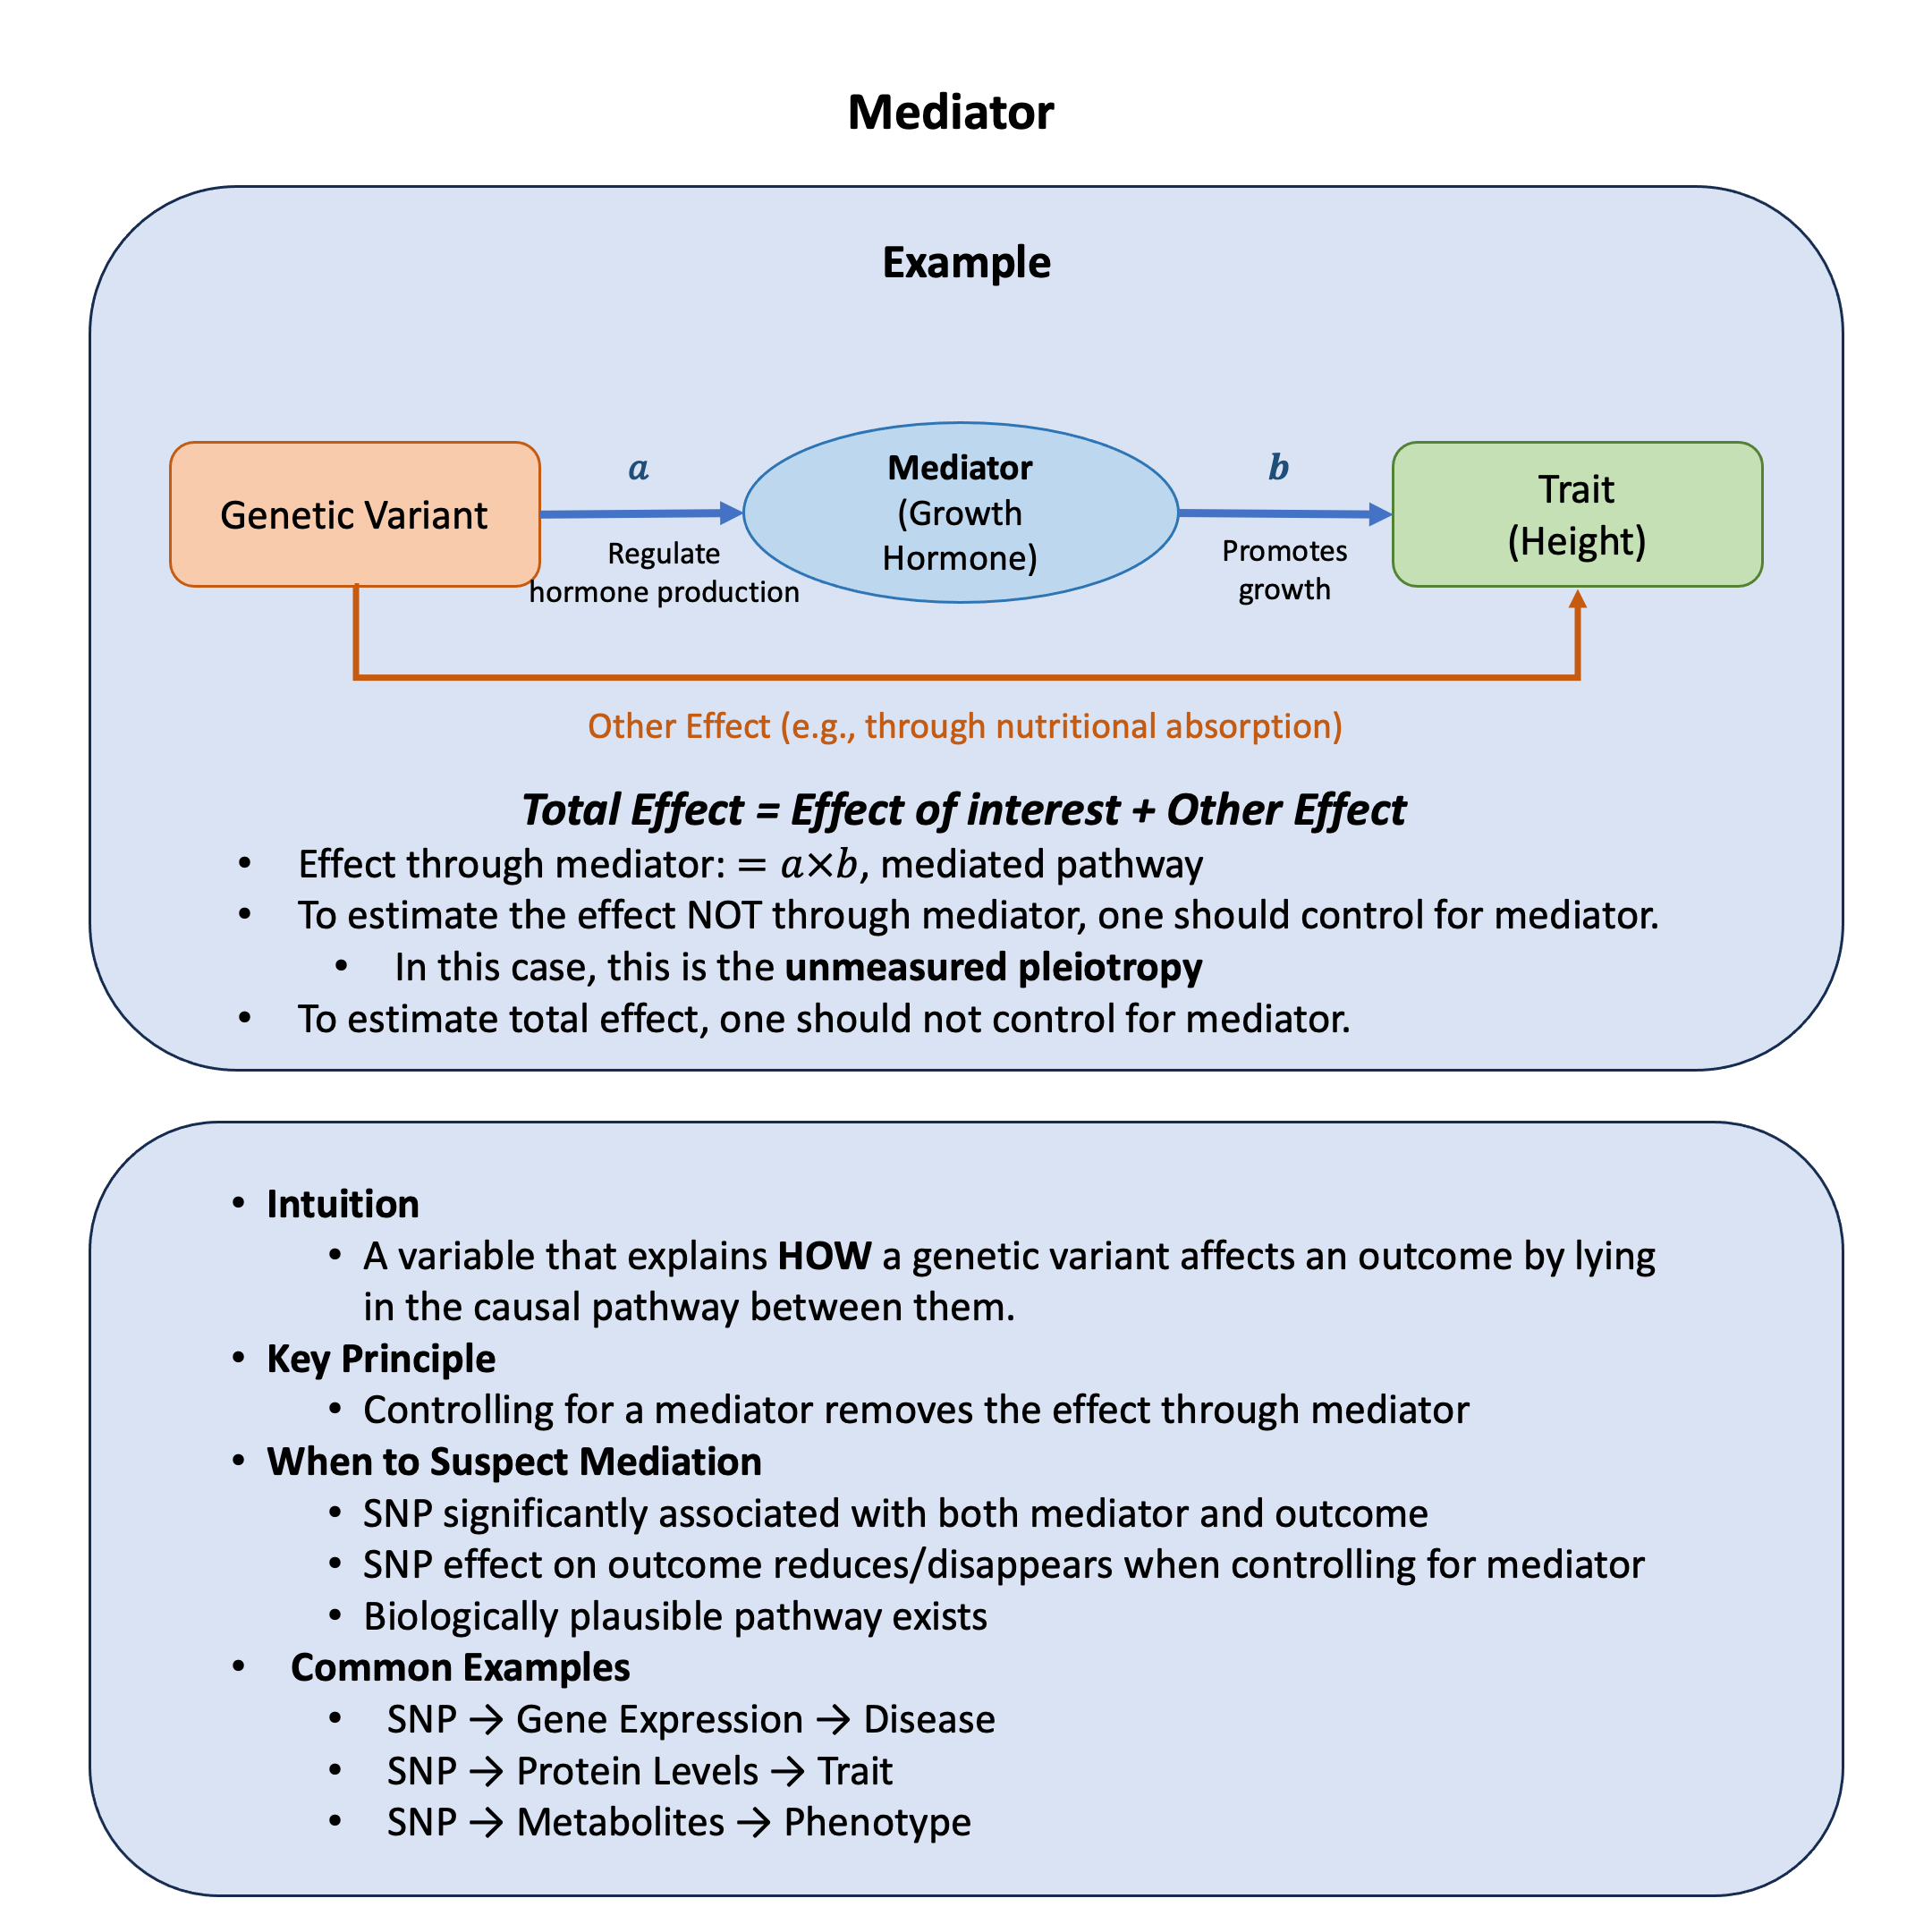 Mediator
Example
Genetic Variant
a
Regulate
hormone production
Mediator
(Growth
Hormone)
b
Promotes
growth
Trait
(Height)
Other Effect (e.g., through nutritional absorption)
Total Effect = Effect of interest + Other Effect
• Effect through mediator: = a×b, mediated pathway
• To estimate the effect NOT through mediator, one should control for mediator.
• In this case, this is the unmeasured pleiotropy
• To estimate total effect, one should not control for mediator.
• Intuition
• A variable that explains HOW a genetic variant affects an outcome by lying
in the causal pathway between them.
• Key Principle
• Controlling for a mediator removes the effect through mediator
• When to Suspect Mediation
• SNP significantly associated with both mediator and outcome
• SNP effect on outcome reduces/disappears when controlling for mediator
• Biologically plausible pathway exists
• Common Examples
• SNP → Gene Expression → Disease
• SNP → Protein Levels → Trait
• SNP → Metabolites → Phenotype